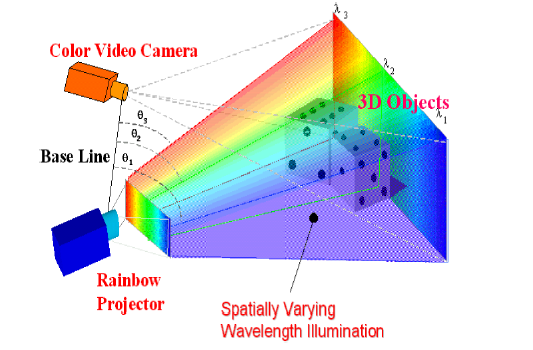 λ3
Color Video Camera
λ2
3D Objects
λ1
θ3
θ2
Base Line
θ1
Rainbow
Projector
Spatially Varying
Wavelength Illumination